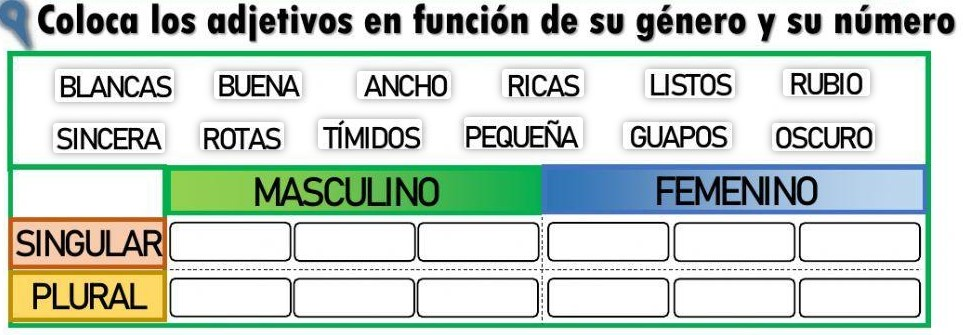 Coloca los adjetivos en función de su género y su número
BLANCAS BUENA ANCHO RICAS LISTOS RUBIO
SINCERA ROTAS TÍMIDOS PEQUEÑA GUAPOS OSCURO
MASCULINO FEMENINO
SINGULAR
PLURAL